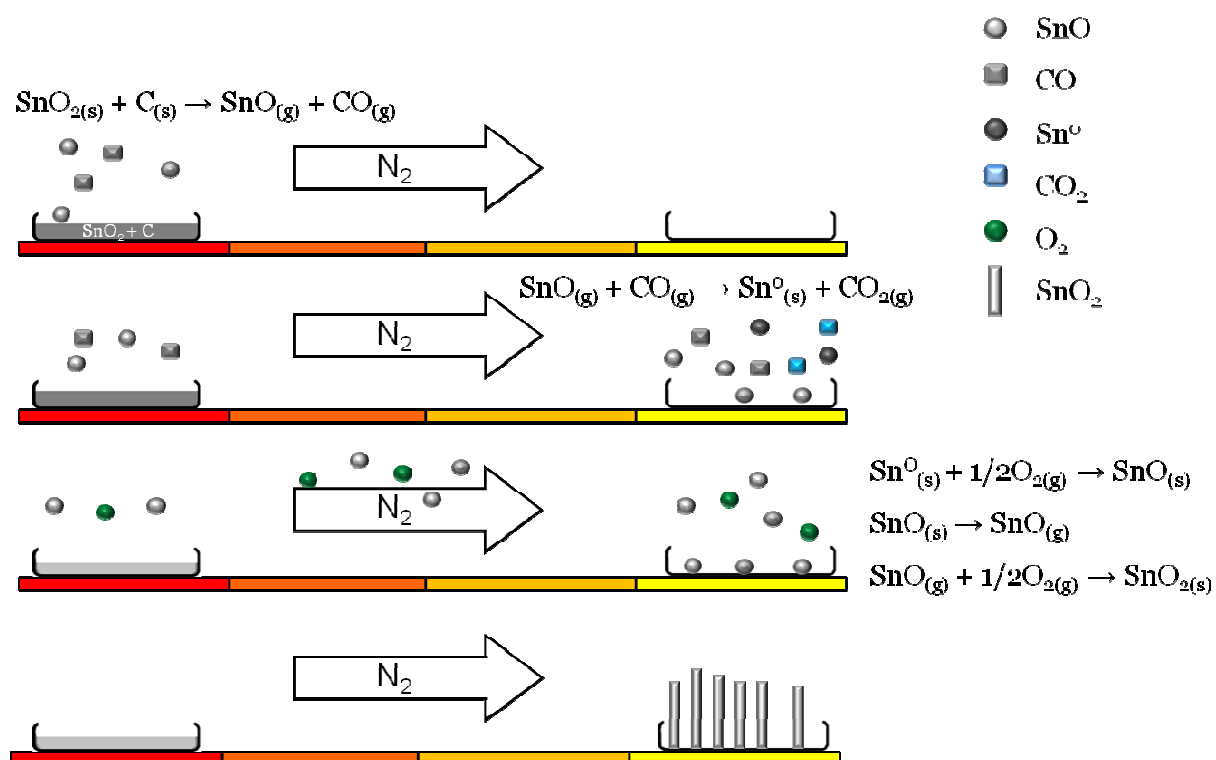 SnO
CO
Sn⁰
CO₂
O₂
SnO₂
SnO₂(s) + C(s) → SnO(g) + CO(g)
N₂
SnO₂ + C
SnO(g) + CO(g) → Sn⁰(s) + CO₂(g)
N₂
N₂
Sn⁰(s) + 1/2O₂(g) → SnO(s)
SnO(s) → SnO(g)
SnO(g) + 1/2O₂(g) → SnO₂(s)
N₂